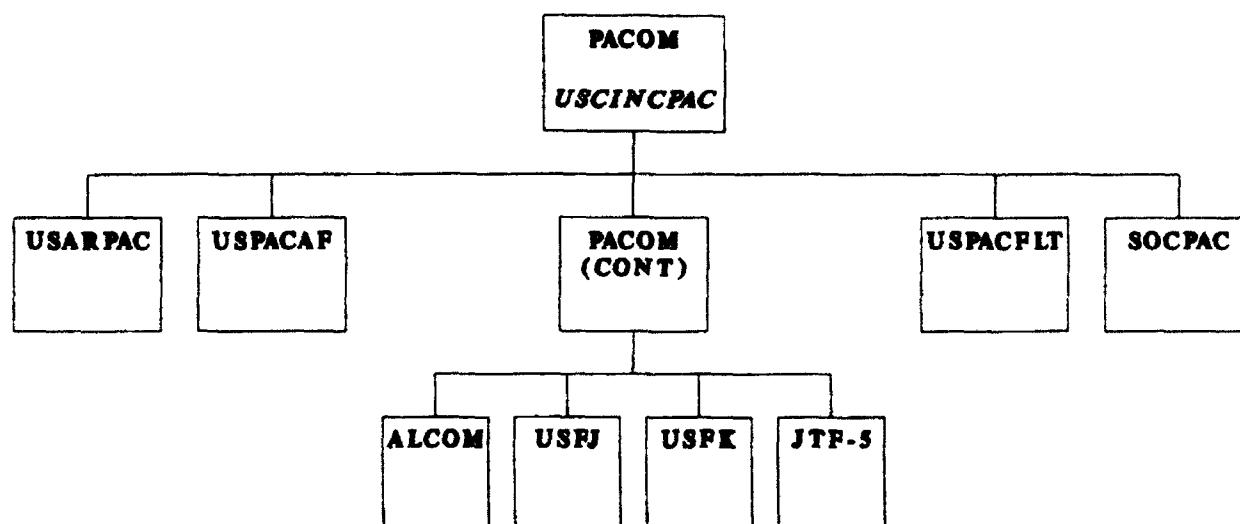 PACOM
USCINCPAC
USARPAC
USPACAF
PACOM
(CONT)
USPACFLT
SOCPAC
ALCOM
USFJ
USFK
JTF-5